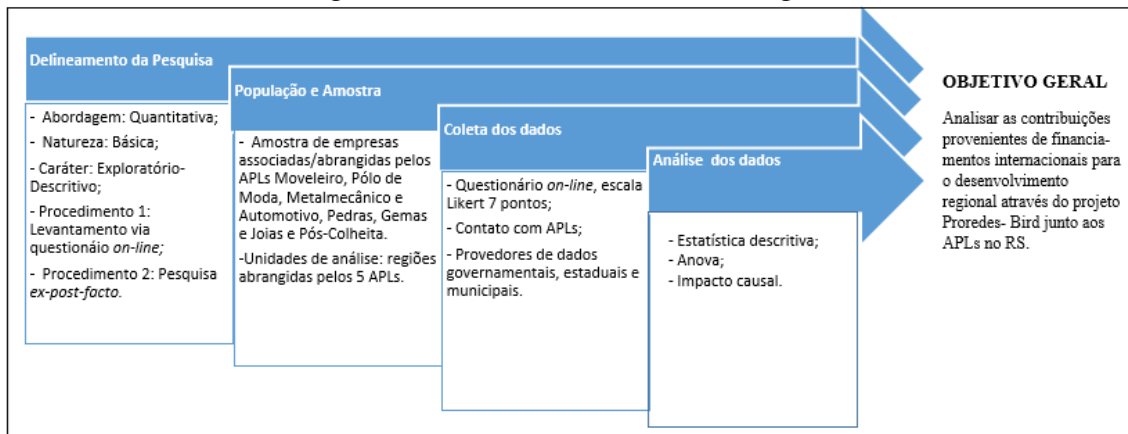 Delineamento da Pesquisa
- Abordagem: Quantitativa;
- Natureza: Básica;
- Caráter: Exploratório-
Descritivo;
- Procedimento 1:
Levantamento via
questionáio on-line;
- Procedimento 2: Pesquisa
ex-post-facto.
População e Amostra
- Amostra de empresas
associadas/abrangidas pelos
APLs Moveleiro, Pólo de
Moda, Metalmecânico e
Automotivo, Pedras, Gemas
e Joias e Pós-Colheita.
-Unidades de análise: regiões
abrangidas pelos 5 APLs.
Coleta dos dados
- Questionário on-line, escala
Likert 7 pontos;
- Contato com APLs;
- Provedores de dados
governamentais, estaduais e
municipais.
Análise dos dados
- Estatística descritiva;
- Anova;
- Impacto causal.
OBJETIVO GERAL
Analisar as contribuições
provenientes de financia-
mentos internacionais para
o desenvolvimento
regional através do projeto
Proredes- Bird junto aos
APLs no RS.